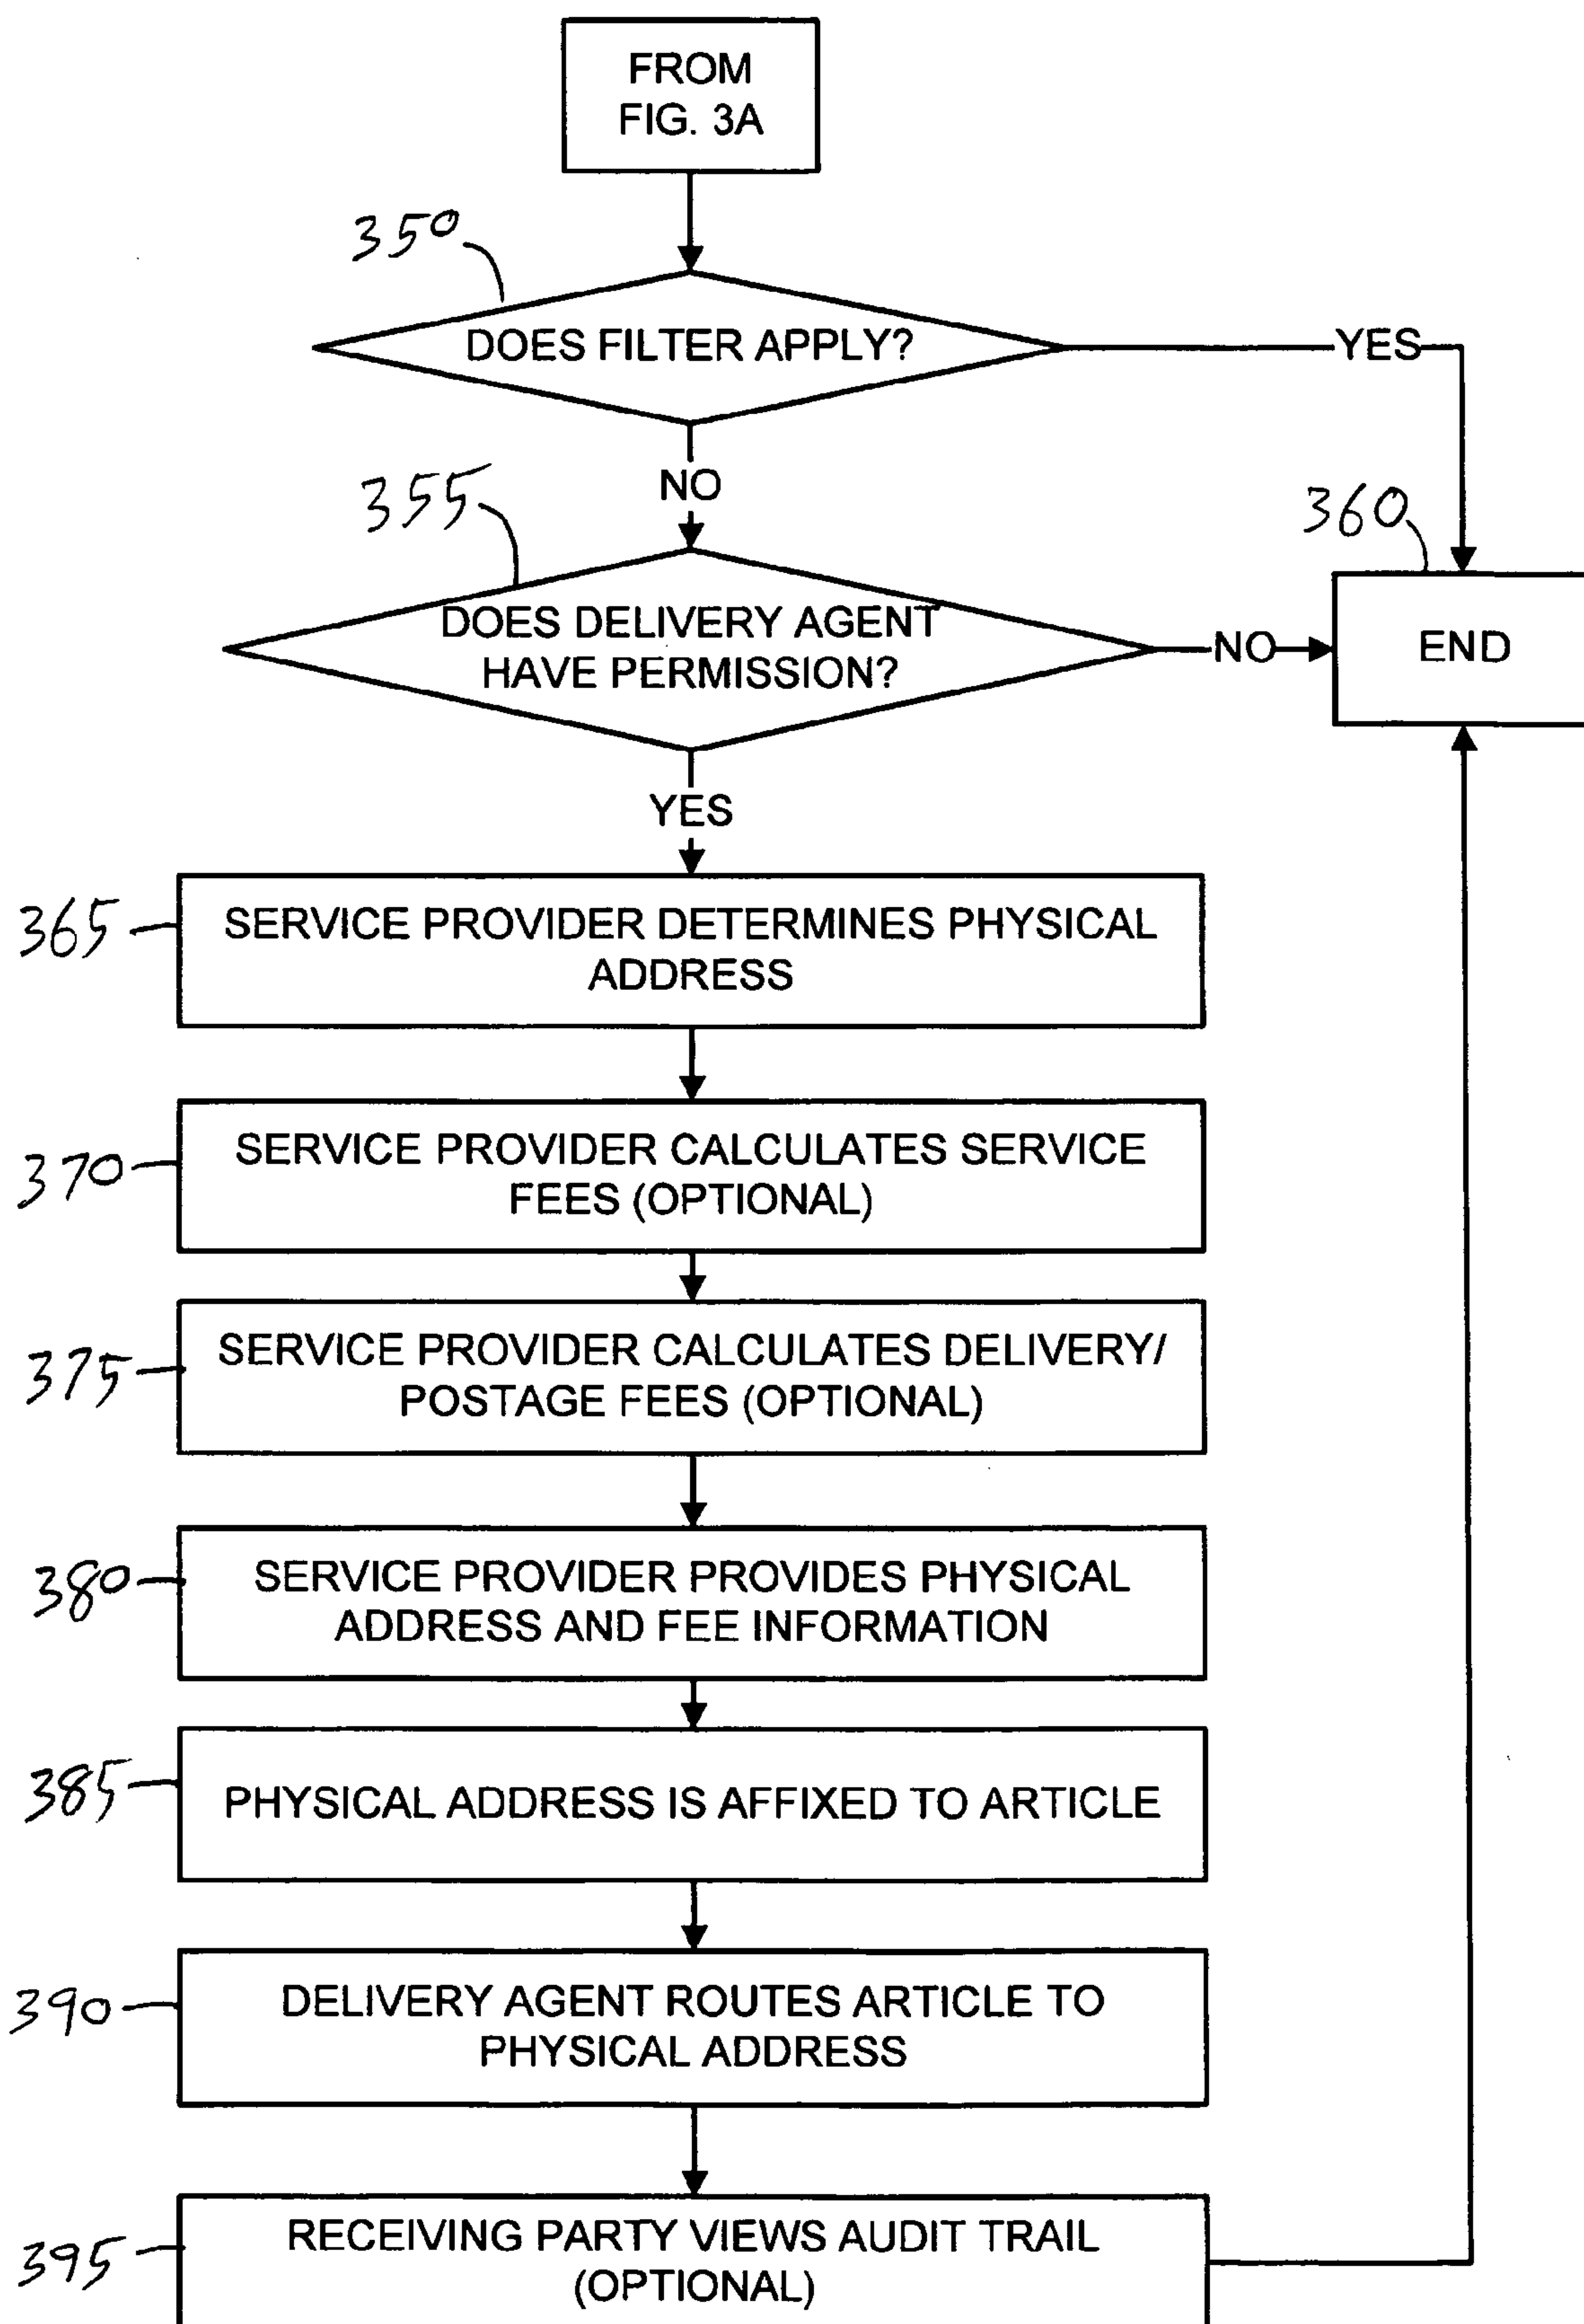 FROM
FIG. 3A
350
DOES FILTER APPLY?
YES
NO
355
360
DOES DELIVERY AGENT
HAVE PERMISSION?
NO
END
YES
365
SERVICE PROVIDER DETERMINES PHYSICAL
ADDRESS
370
SERVICE PROVIDER CALCULATES SERVICE
FEES (OPTIONAL)
375
SERVICE PROVIDER CALCULATES DELIVERY/
POSTAGE FEES (OPTIONAL)
380
SERVICE PROVIDER PROVIDES PHYSICAL
ADDRESS AND FEE INFORMATION
385
PHYSICAL ADDRESS IS AFFIXED TO ARTICLE
390
DELIVERY AGENT ROUTES ARTICLE TO
PHYSICAL ADDRESS
395
RECEIVING PARTY VIEWS AUDIT TRAIL
(OPTIONAL)